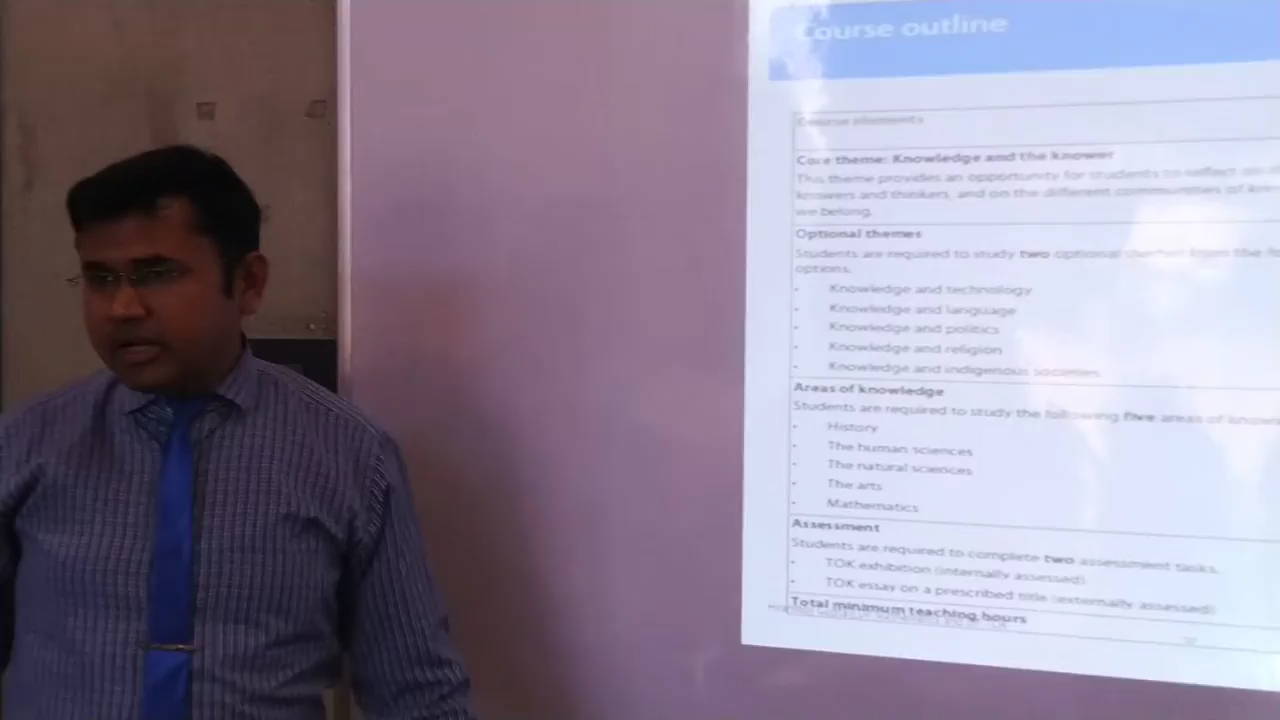 Course outline
Course elements
Core theme: Knowledge and the knower
This theme provides an opportunity for students to reflect
knowers and thinkers, and on the different communities of
we belong.
Optional themes
Students are required to study two optional themes from the
options.
- Knowledge and technology
- Knowledge and language
- Knowledge and politics
- Knowledge and religion
- Knowledge and indigenous societies
Areas of knowledge
Students are required to study the following five areas of
- History
- The human sciences
- The natural sciences
- The arts
- Mathematics
Assessment
Students are required to complete two assessment tasks.
- TOK exhibition (internally assessed)
- TOK essay on a prescribed title (externally assessed)
Total minimum teaching hours